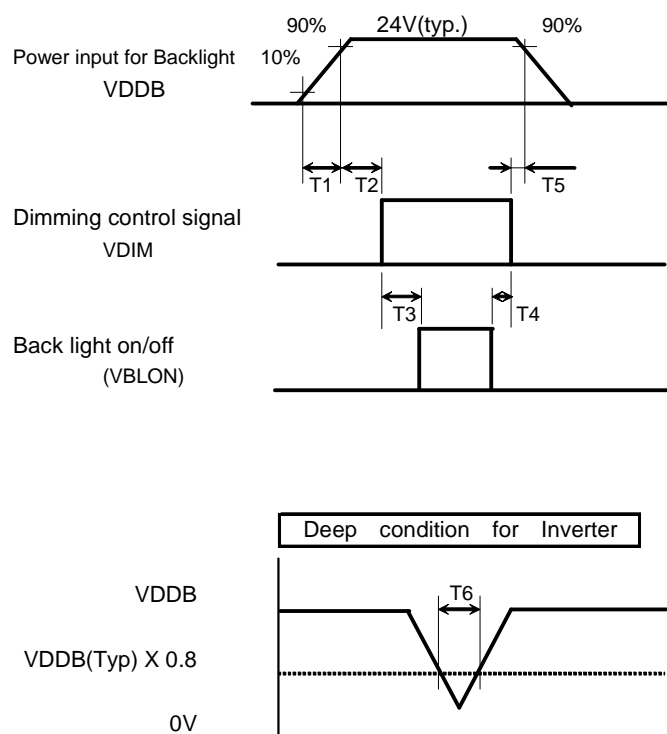 90% 24V(typ.) 90%
Power input for Backlight 10%
VDDB
T1 T2 T5
Dimming control signal
VDIM
T3 T4
Back light on/off
(VBLON)
Deep condition for Inverter
VDDB T6
VDDB(Typ) X 0.8
0V